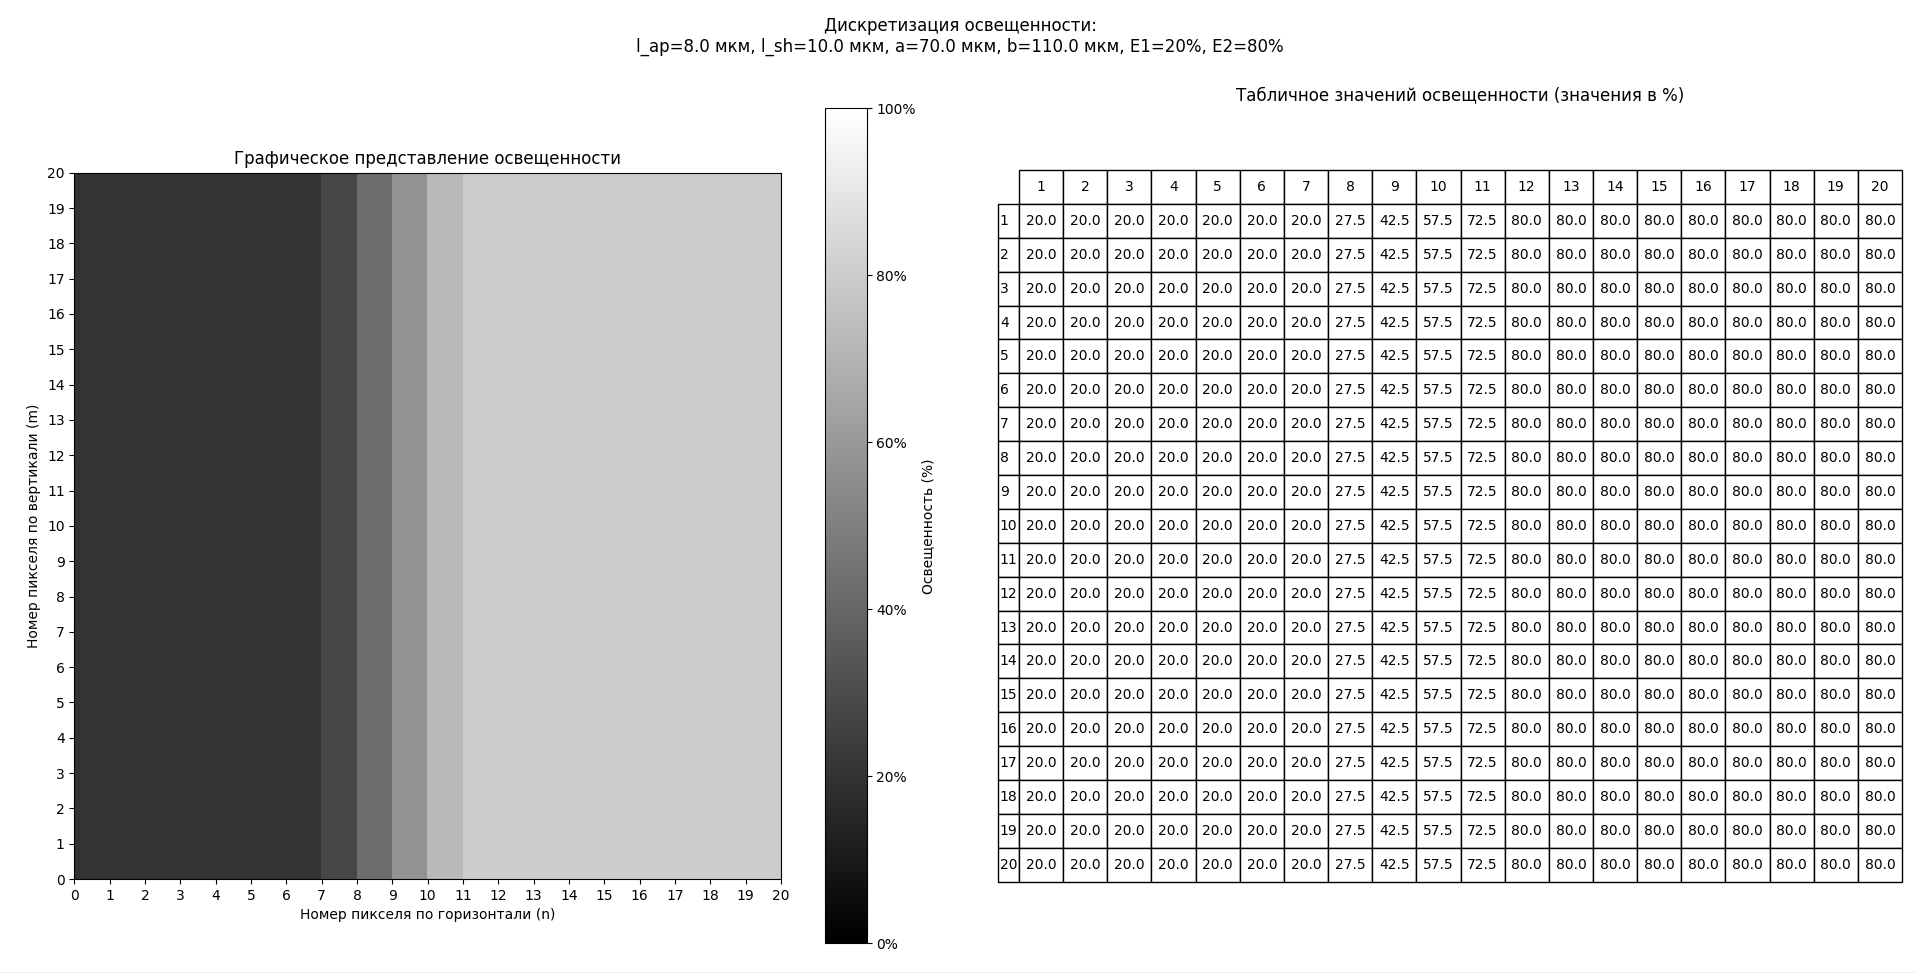 Дискретизация освещенности:
l_ap=8.0 мкм, l_sh=10.0 мкм, a=70.0 мкм, b=110.0 мкм, E1=20%, E2=80%
Графическое представление освещенности
20
19
18
17
16
15
14
13
12
11
10
9
8
7
6
5
4
3
2
1
0
Номер пикселя по вертикали (m)
0 1 2 3 4 5 6 7 8 9 10 11 12 13 14 15 16 17 18 19 20
Номер пикселя по горизонтали (n)
100%
80%
60%
40%
20%
0%
Освещенность (%)
Табличное значений освещенности (значения в %)
1 2 3 4 5 6 7 8 9 10 11 12 13 14 15 16 17 18 19 20
1 20.0 20.0 20.0 20.0 20.0 20.0 20.0 27.5 42.5 57.5 72.5 80.0 80.0 80.0 80.0 80.0 80.0 80.0 80.0 80.0
2 20.0 20.0 20.0 20.0 20.0 20.0 20.0 27.5 42.5 57.5 72.5 80.0 80.0 80.0 80.0 80.0 80.0 80.0 80.0 80.0
3 20.0 20.0 20.0 20.0 20.0 20.0 20.0 27.5 42.5 57.5 72.5 80.0 80.0 80.0 80.0 80.0 80.0 80.0 80.0 80.0
4 20.0 20.0 20.0 20.0 20.0 20.0 20.0 27.5 42.5 57.5 72.5 80.0 80.0 80.0 80.0 80.0 80.0 80.0 80.0 80.0
5 20.0 20.0 20.0 20.0 20.0 20.0 20.0 27.5 42.5 57.5 72.5 80.0 80.0 80.0 80.0 80.0 80.0 80.0 80.0 80.0
6 20.0 20.0 20.0 20.0 20.0 20.0 20.0 27.5 42.5 57.5 72.5 80.0 80.0 80.0 80.0 80.0 80.0 80.0 80.0 80.0
7 20.0 20.0 20.0 20.0 20.0 20.0 20.0 27.5 42.5 57.5 72.5 80.0 80.0 80.0 80.0 80.0 80.0 80.0 80.0 80.0
8 20.0 20.0 20.0 20.0 20.0 20.0 20.0 27.5 42.5 57.5 72.5 80.0 80.0 80.0 80.0 80.0 80.0 80.0 80.0 80.0
9 20.0 20.0 20.0 20.0 20.0 20.0 20.0 27.5 42.5 57.5 72.5 80.0 80.0 80.0 80.0 80.0 80.0 80.0 80.0 80.0
10 20.0 20.0 20.0 20.0 20.0 20.0 20.0 27.5 42.5 57.5 72.5 80.0 80.0 80.0 80.0 80.0 80.0 80.0 80.0 80.0
11 20.0 20.0 20.0 20.0 20.0 20.0 20.0 27.5 42.5 57.5 72.5 80.0 80.0 80.0 80.0 80.0 80.0 80.0 80.0 80.0
12 20.0 20.0 20.0 20.0 20.0 20.0 20.0 27.5 42.5 57.5 72.5 80.0 80.0 80.0 80.0 80.0 80.0 80.0 80.0 80.0
13 20.0 20.0 20.0 20.0 20.0 20.0 20.0 27.5 42.5 57.5 72.5 80.0 80.0 80.0 80.0 80.0 80.0 80.0 80.0 80.0
14 20.0 20.0 20.0 20.0 20.0 20.0 20.0 27.5 42.5 57.5 72.5 80.0 80.0 80.0 80.0 80.0 80.0 80.0 80.0 80.0
15 20.0 20.0 20.0 20.0 20.0 20.0 20.0 27.5 42.5 57.5 72.5 80.0 80.0 80.0 80.0 80.0 80.0 80.0 80.0 80.0
16 20.0 20.0 20.0 20.0 20.0 20.0 20.0 27.5 42.5 57.5 72.5 80.0 80.0 80.0 80.0 80.0 80.0 80.0 80.0 80.0
17 20.0 20.0 20.0 20.0 20.0 20.0 20.0 27.5 42.5 57.5 72.5 80.0 80.0 80.0 80.0 80.0 80.0 80.0 80.0 80.0
18 20.0 20.0 20.0 20.0 20.0 20.0 20.0 27.5 42.5 57.5 72.5 80.0 80.0 80.0 80.0 80.0 80.0 80.0 80.0 80.0
19 20.0 20.0 20.0 20.0 20.0 20.0 20.0 27.5 42.5 57.5 72.5 80.0 80.0 80.0 80.0 80.0 80.0 80.0 80.0 80.0
20 20.0 20.0 20.0 20.0 20.0 20.0 20.0 27.5 42.5 57.5 72.5 80.0 80.0 80.0 80.0 80.0 80.0 80.0 80.0 80.0